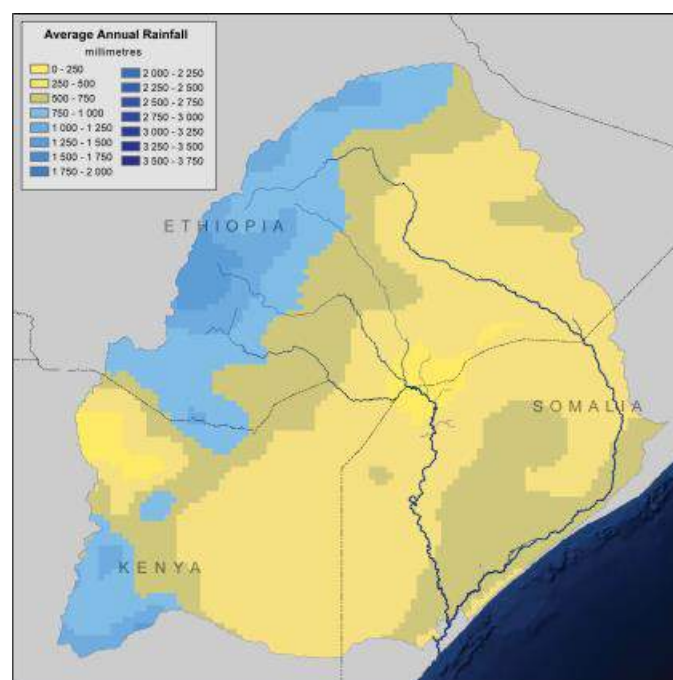 Average Annual Rainfall
millimetres
0 - 250
250 - 500
500 - 750
750 - 1 000
1 000 - 1 250
1 250 - 1 500
1 500 - 1 750
1 750 - 2 000
2 000 - 2 250
2 250 - 2 500
2 500 - 2 750
2 750 - 3 000
3 000 - 3 250
3 250 - 3 500
3 500 - 3 750
ETHIOPIA
SOMALIA
KENYA